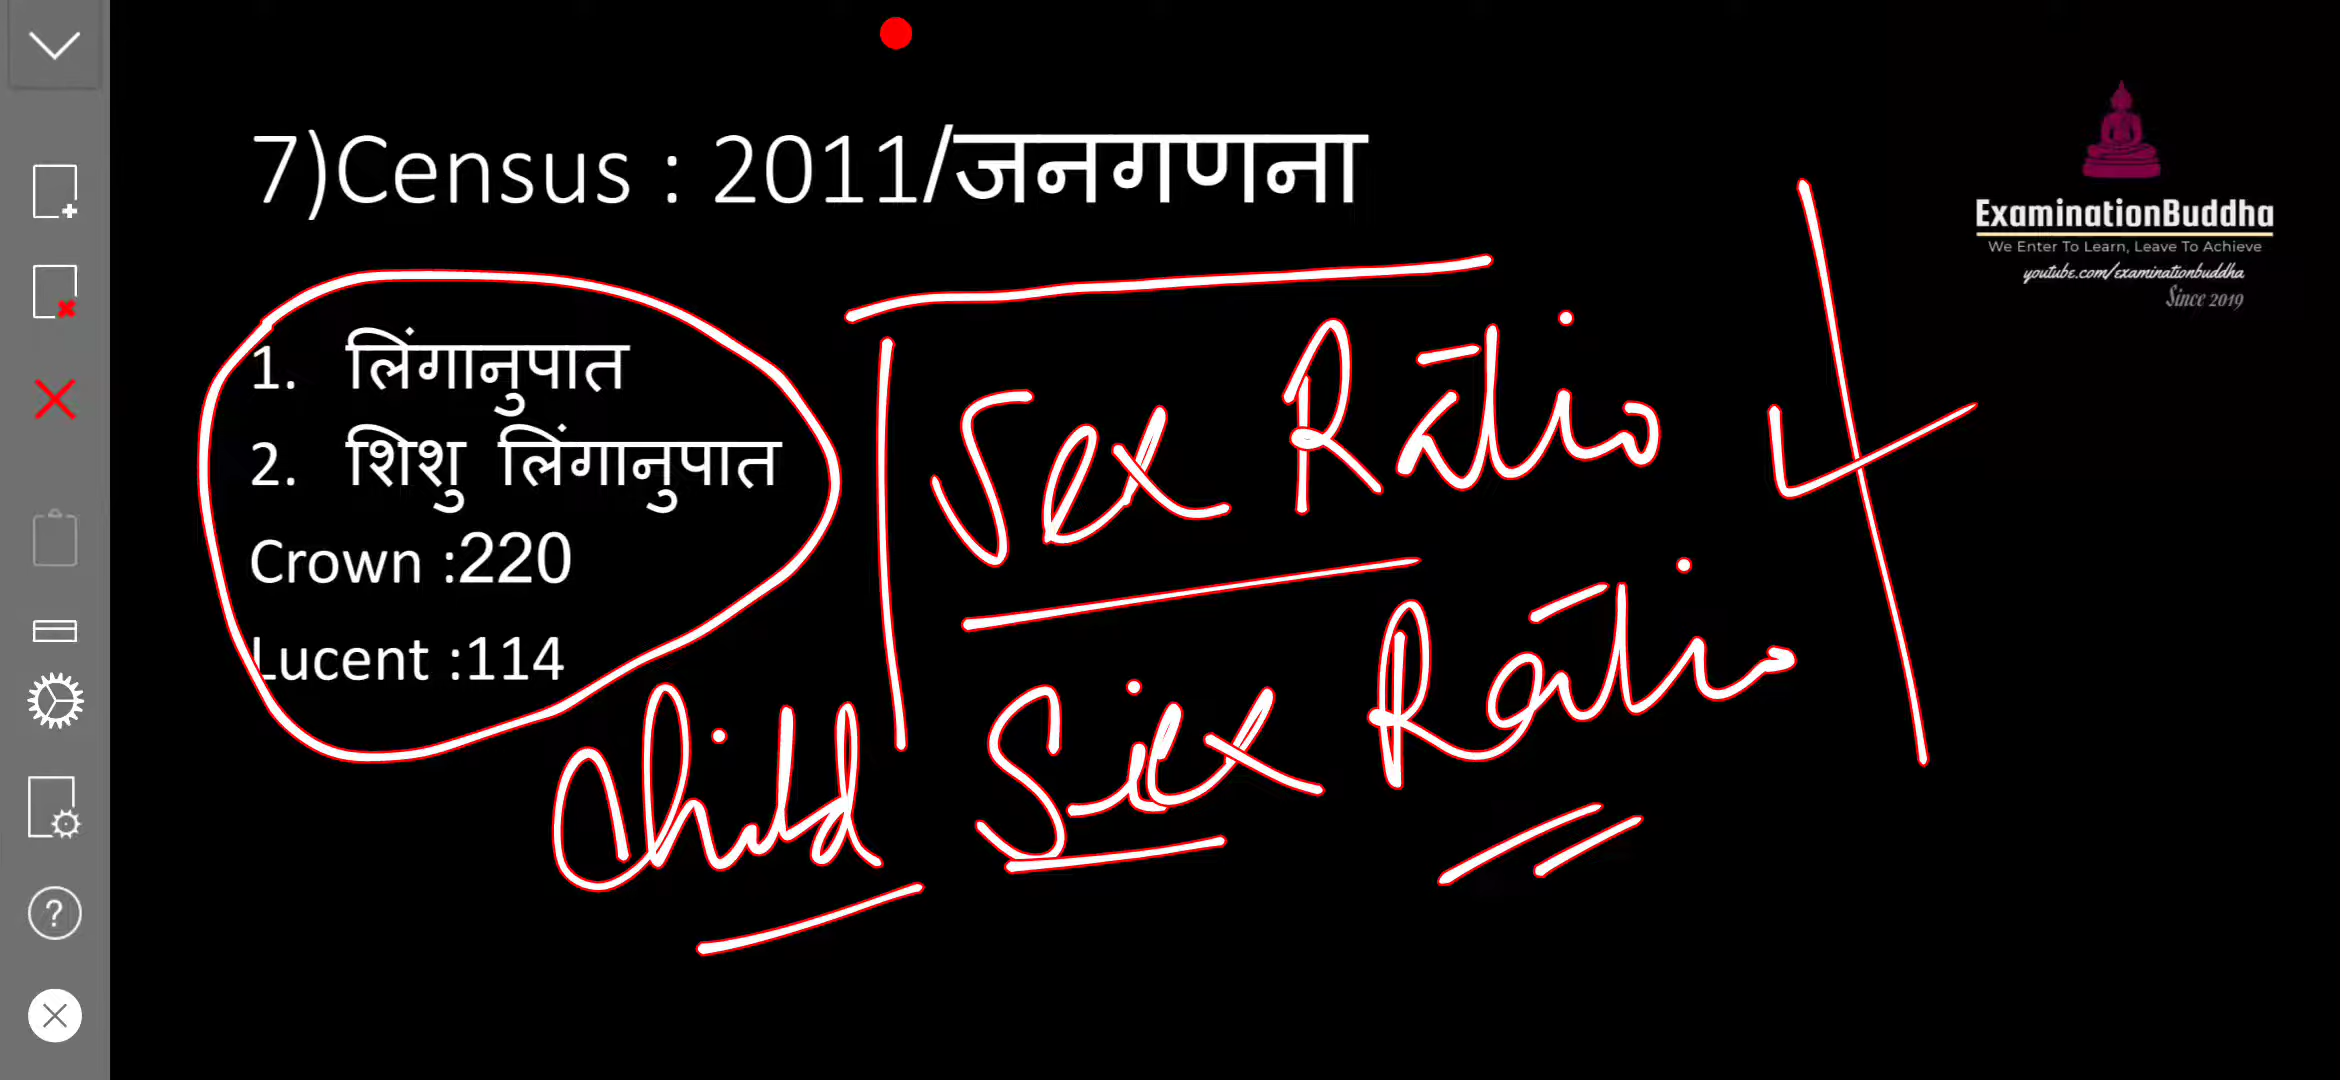 7)Census : 2011/जनगणना
ExaminationBuddha
We Enter To Learn, Leave To Achieve
youtube.com/examinationbuddha
Since 2019
1. लिंगानुपात
2. शिशु लिंगानुपात
Crown :220
Lucent :114
Sex Ratio
Child Sex Ratio